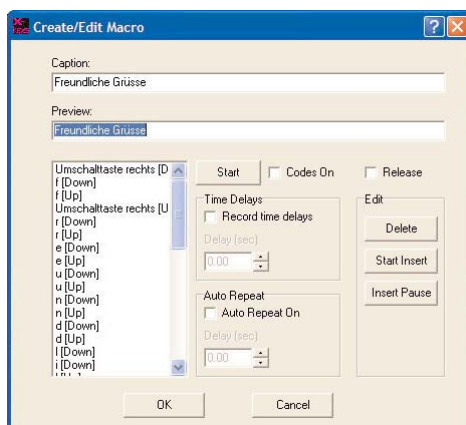 Create/Edit Macro
Caption:
Freundliche Grüsse
Preview:
Freundliche Grüsse
Umschalttaste rechts [D
f [Down]
f [Up]
Umschalttaste rechts [U
r [Down]
r [Up]
e [Down]
e [Up]
u [Down]
u [Up]
n [Down]
n [Up]
d [Down]
d [Up]
l [Down]
i [Down]
Start
Codes On
Release
Time Delays
Record time delays
Delay (sec)
0.00
Auto Repeat
Auto Repeat On
Delay (sec)
0.00
Edit
Delete
Start Insert
Insert Pause
OK
Cancel